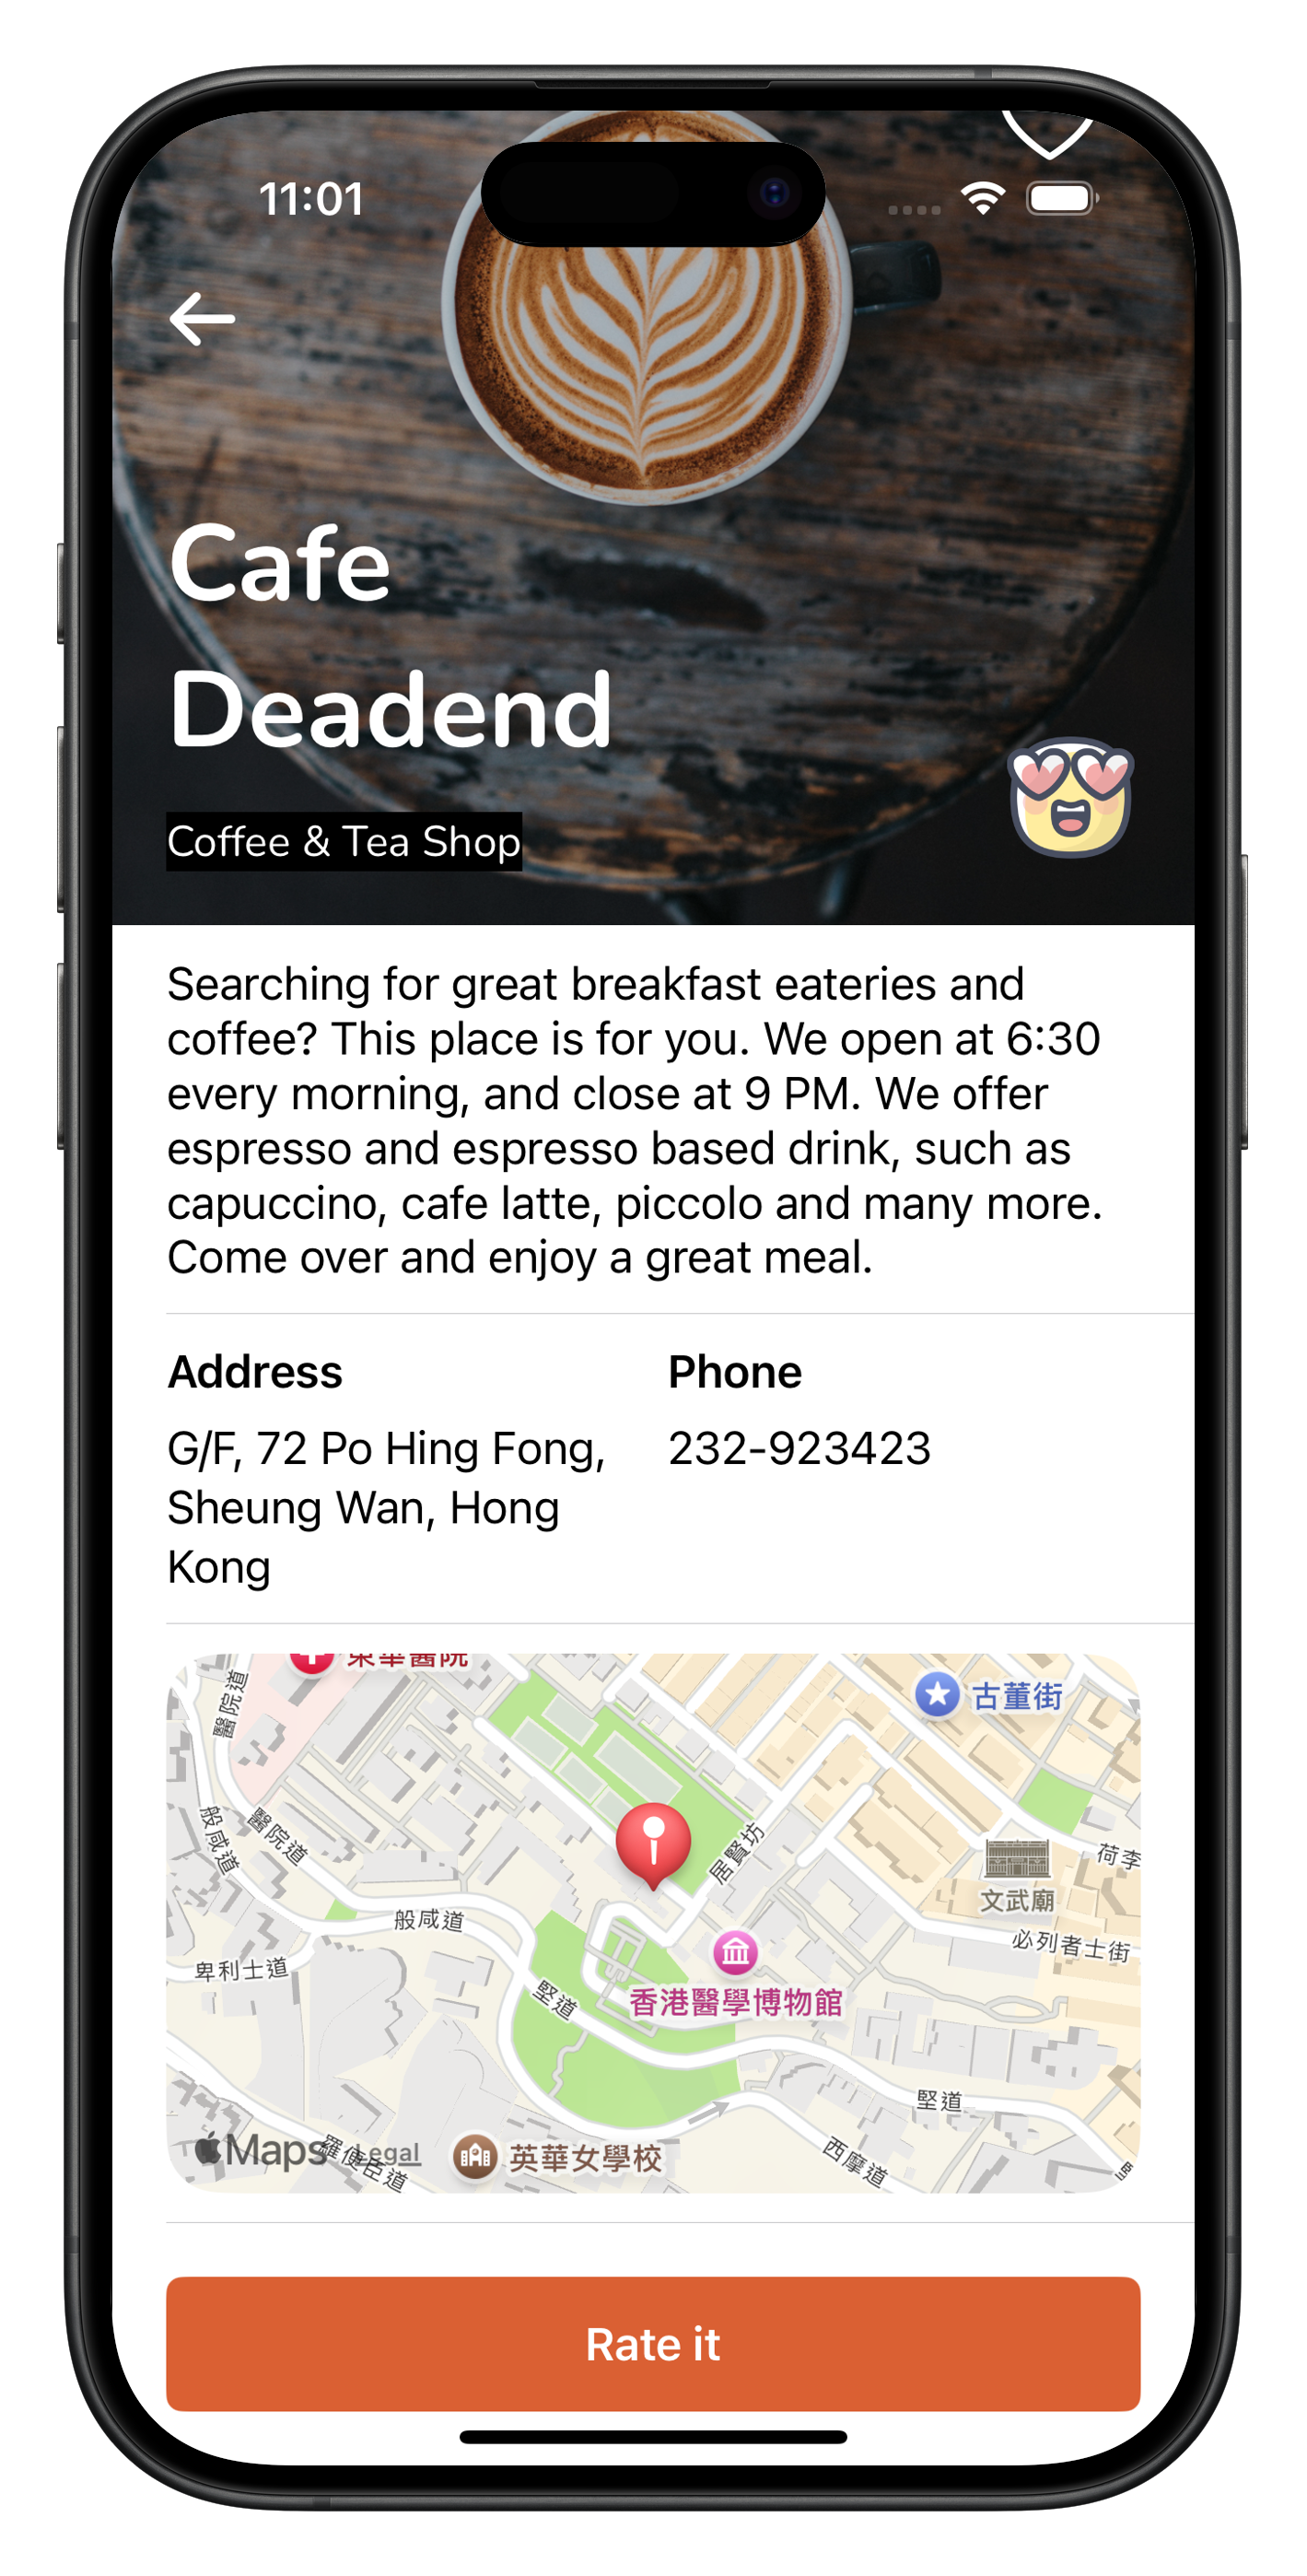 11:01
Cafe
Deadend
Coffee & Tea Shop
Searching for great breakfast eateries and
coffee? This place is for you. We open at 6:30
every morning, and close at 9 PM. We offer
espresso and espresso based drink, such as
capuccino, cafe latte, piccolo and many more.
Come over and enjoy a great meal.
Address
Phone
G/F, 72 Po Hing Fong,
232-923423
Sheung Wan, Hong
Kong
東華醫院
醫院道
古董街
般咸道
醫院道
居賢坊
荷李
文武廟
般咸道
必列者士街
卑利士道
堅道
香港醫學博物館
堅道
Maps
Legal
羅便臣道
英華女學校
西摩道
Rate it